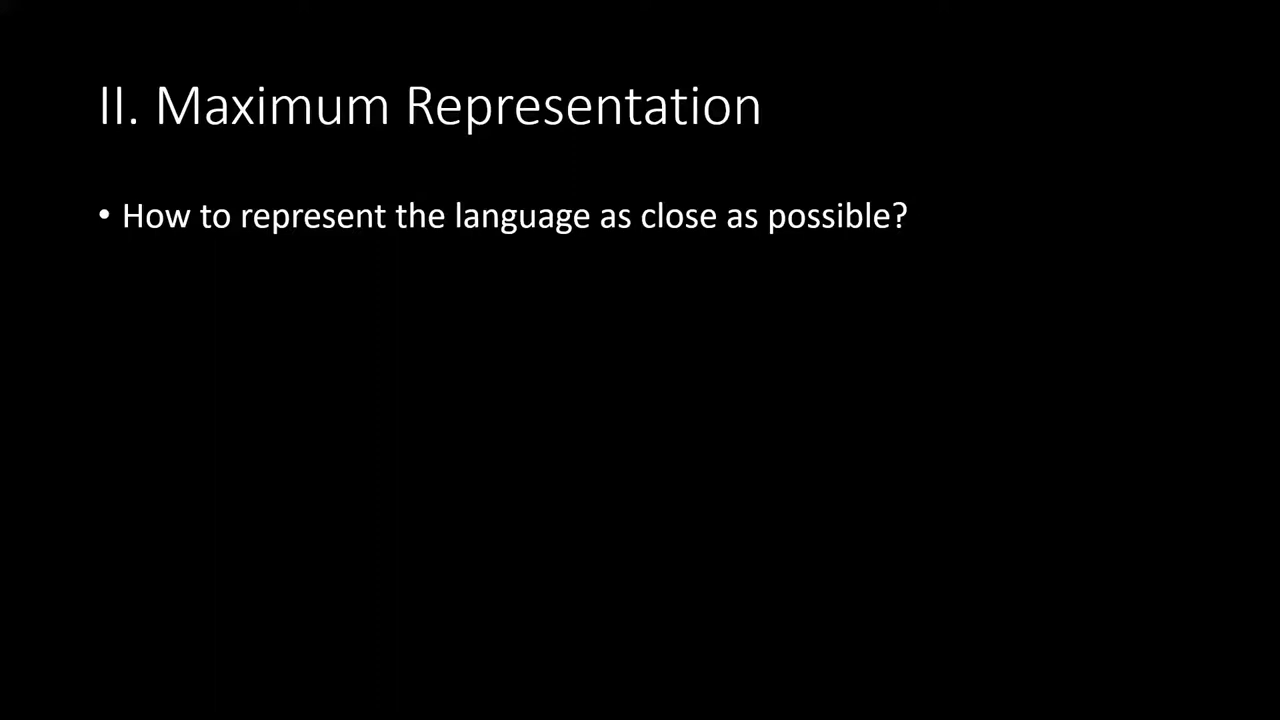 II. Maximum Representation
• How to represent the language as close as possible?